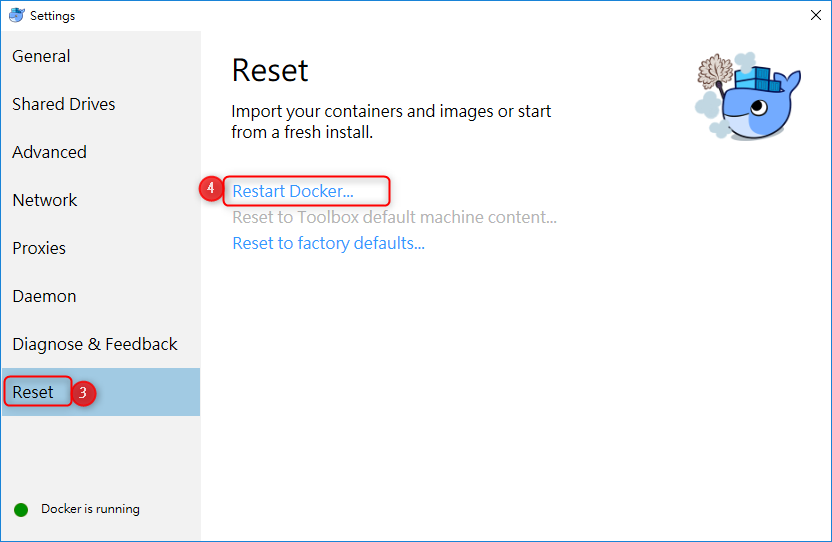 Settings
General
Shared Drives
Advanced
Network
Proxies
Daemon
Diagnose & Feedback
Reset
3
Docker is running
Reset
Import your containers and images or start
from a fresh install.
4
Restart Docker...
Reset to Toolbox default machine content...
Reset to factory defaults...